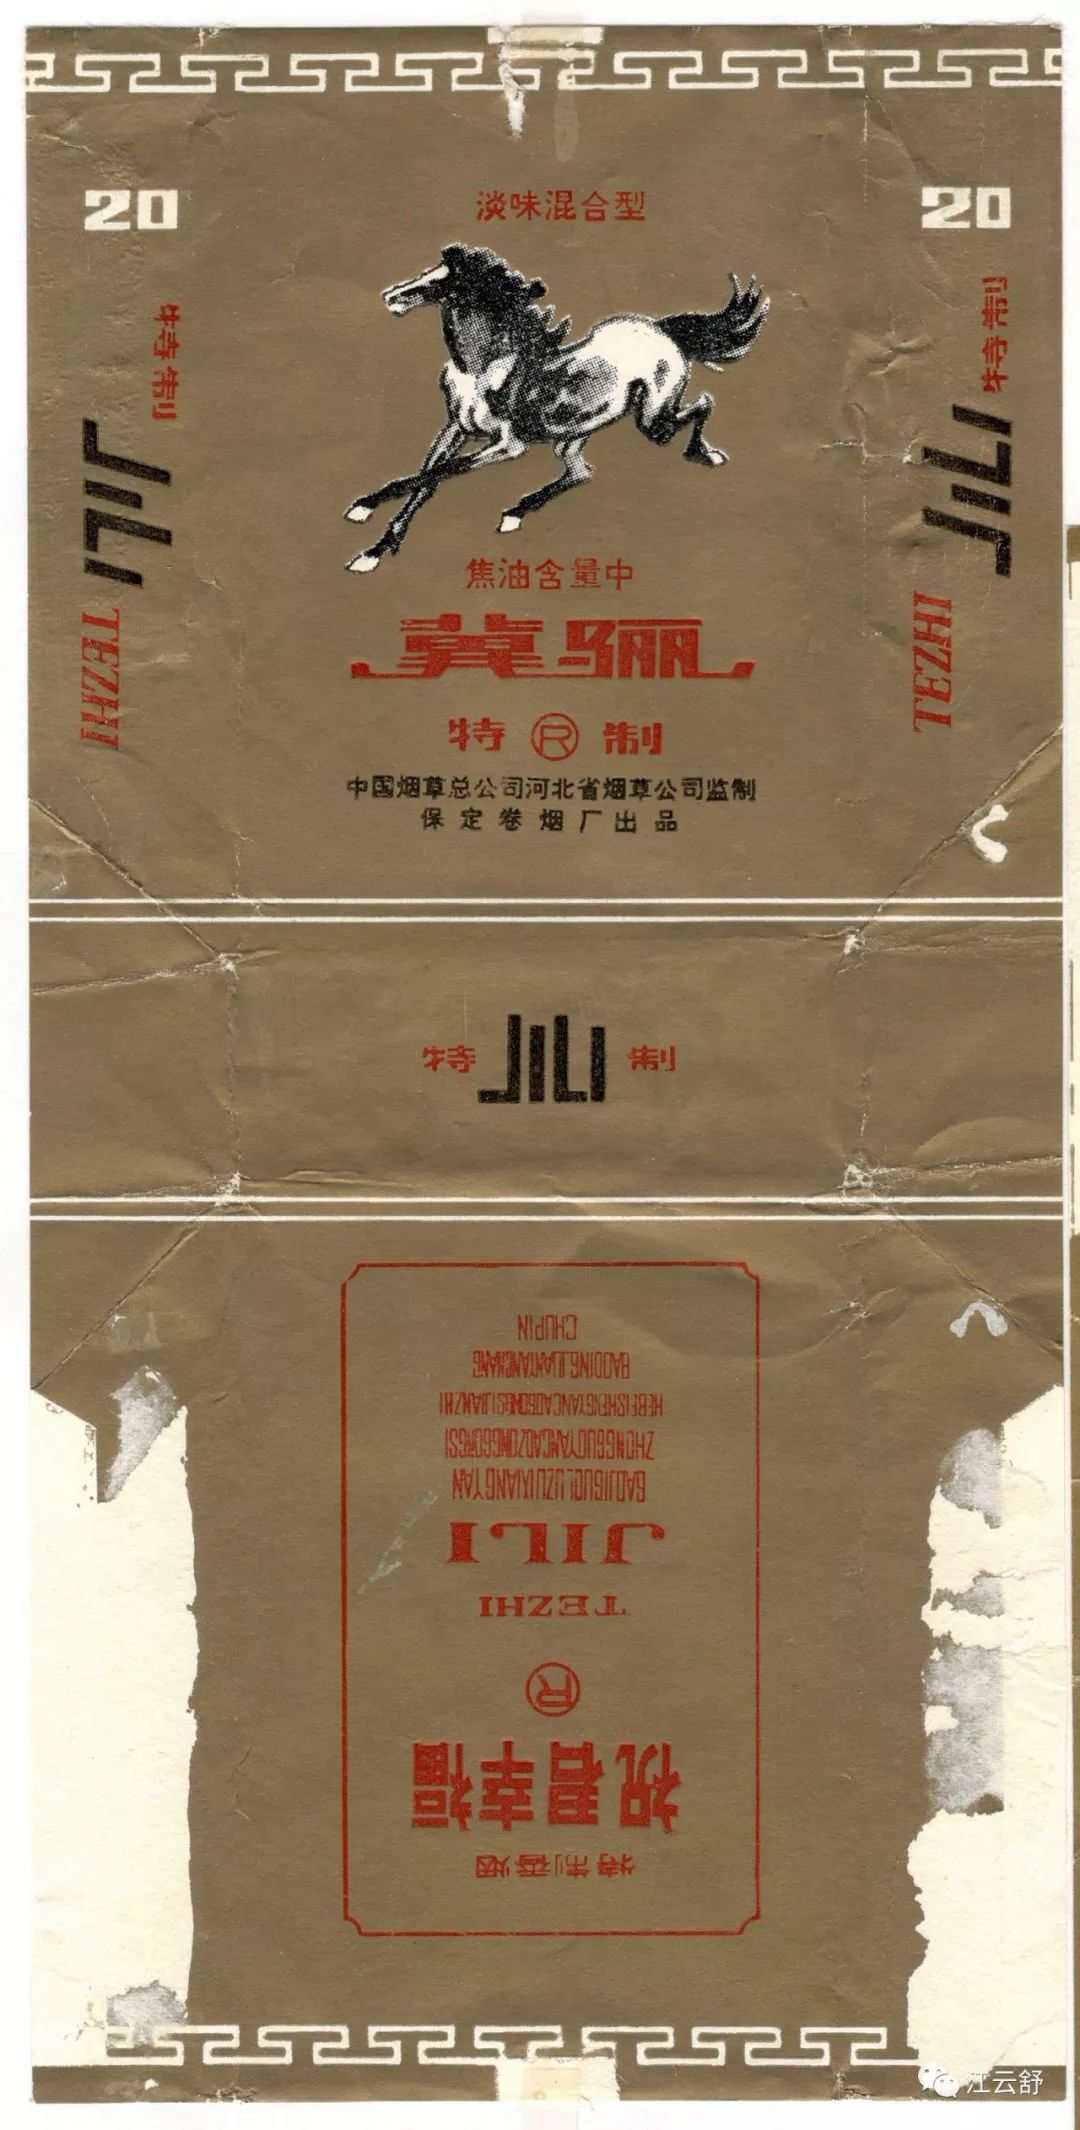 20
20
淡味混合型
特制
特制
JILI
JILI
TEZHI
TEZHI
焦油含量中
冀骊
特 R 制
中国烟草总公司河北省烟草公司监制
保定卷烟厂出品
特 JILI 制
特制香烟
祝君幸福
R
TEZHI
JILI
GAOJIGUOLUZUIXIANGYAN
ZHONGGUOYANCAOZONGGONGSI
HEBEISHENGYANCAOGONGSIJIANZHI
BAODINGJUANYANCHANG
CHUPIN
江云舒